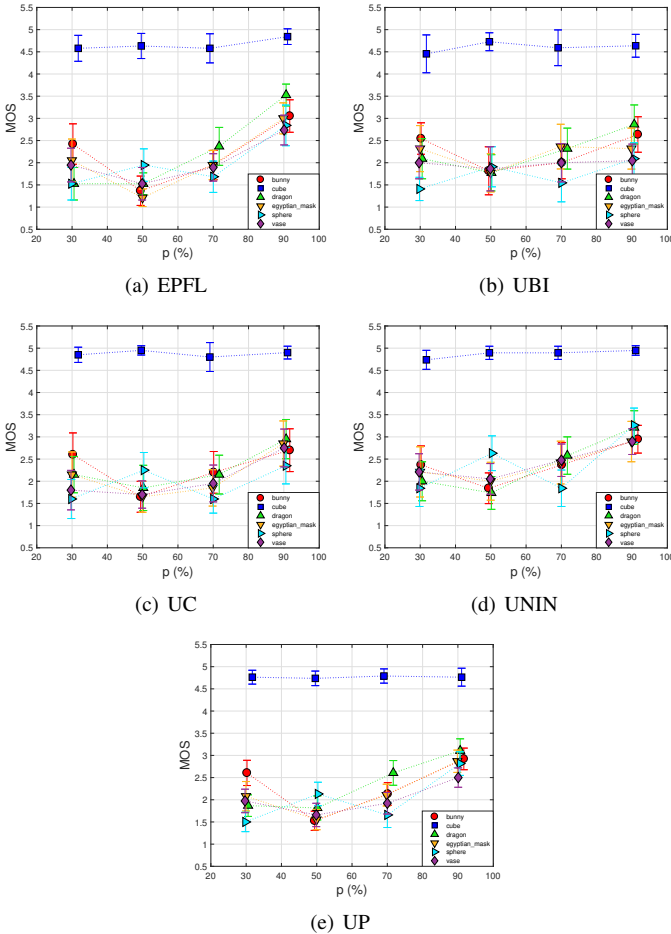 5.5
5
4.5
4
3.5
3
2.5
2
1.5
1
0.5
MOS
20 30 40 50 60 70 80 90 100
p (%)
bunny
cube
dragon
egyptian_mask
sphere
vase
(a) EPFL
5.5
5
4.5
4
3.5
3
2.5
2
1.5
1
0.5
MOS
20 30 40 50 60 70 80 90 100
p (%)
bunny
cube
dragon
egyptian_mask
sphere
vase
(b) UBI
5.5
5
4.5
4
3.5
3
2.5
2
1.5
1
0.5
MOS
20 30 40 50 60 70 80 90 100
p (%)
bunny
cube
dragon
egyptian_mask
sphere
vase
(c) UC
5.5
5
4.5
4
3.5
3
2.5
2
1.5
1
0.5
MOS
20 30 40 50 60 70 80 90 100
p (%)
bunny
cube
dragon
egyptian_mask
sphere
vase
(d) UNIN
5.5
5
4.5
4
3.5
3
2.5
2
1.5
1
0.5
MOS
20 30 40 50 60 70 80 90 100
p (%)
bunny
cube
dragon
egyptian_mask
sphere
vase
(e) UP